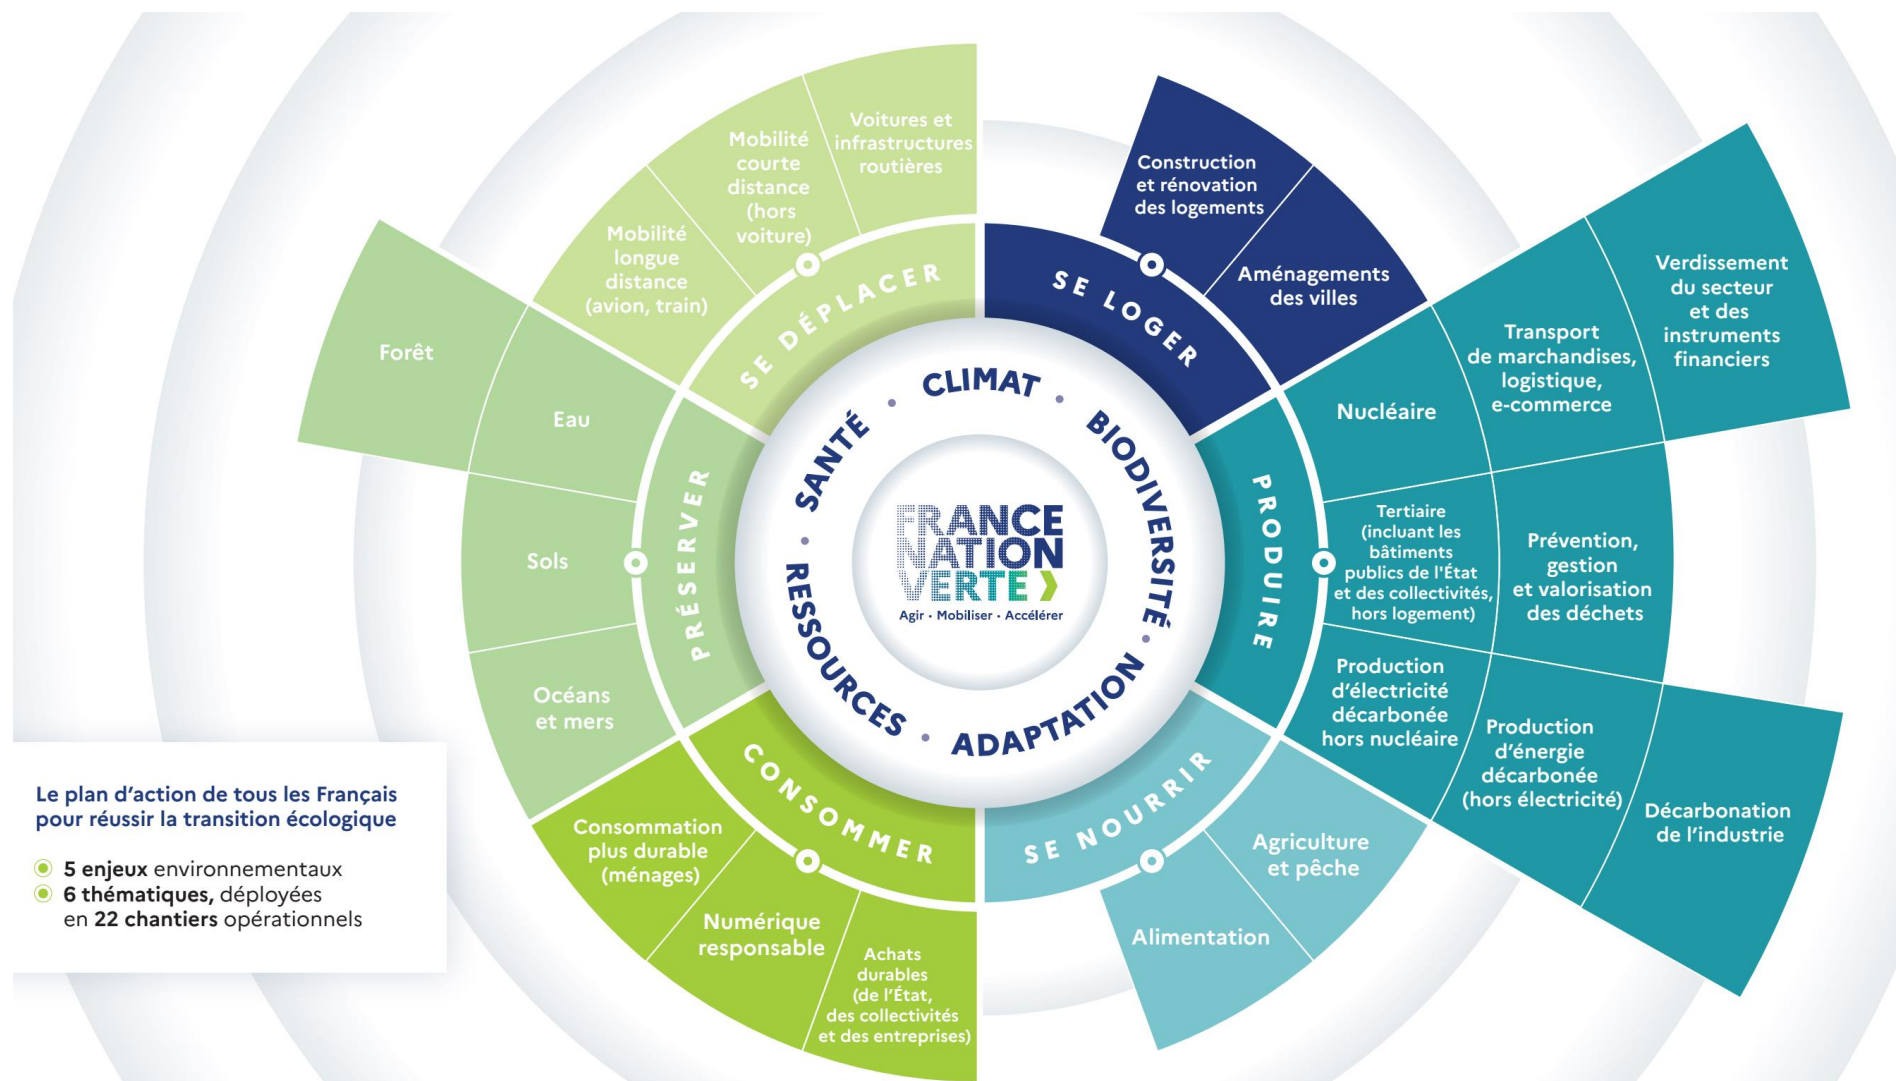 Voitures et
infrastructures
routières
Mobilité
courte
distance
(hors
voiture)
Mobilité
longue
distance
(avion, train)
SE DÉPLACER
Construction
et rénovation
des logements
Aménagements
des villes
SE LOGER
Verdissement
du secteur
et des
instruments
financiers
Transport
de marchandises,
logistique,
e-commerce
Nucléaire
Tertiaire
(incluant les
bâtiments
publics de l'État
et des collectivités,
hors logement)
Prévention,
gestion
et valorisation
des déchets
Production
d'électricité
décarbonée
hors nucléaire
Production
d'énergie
décarbonée
(hors électricité)
Décarbonation
de l'industrie
PRODUIRE
Agriculture
et pêche
Alimentation
SE NOURRIR
Consommation
plus durable
(ménages)
Numérique
responsable
Achats
durables
(de l'État,
des collectivités
et des entreprises)
CONSOMMER
Forêt
Eau
Sols
Océans
et mers
PRÉSERVER
CLIMAT • BIODIVERSITÉ • ADAPTATION • RESSOURCES • SANTÉ •
FRANCE
NATION
VERTE
Agir • Mobiliser • Accélérer
Le plan d'action de tous les Français
pour réussir la transition écologique
5 enjeux environnementaux
6 thématiques, déployées
en 22 chantiers opérationnels